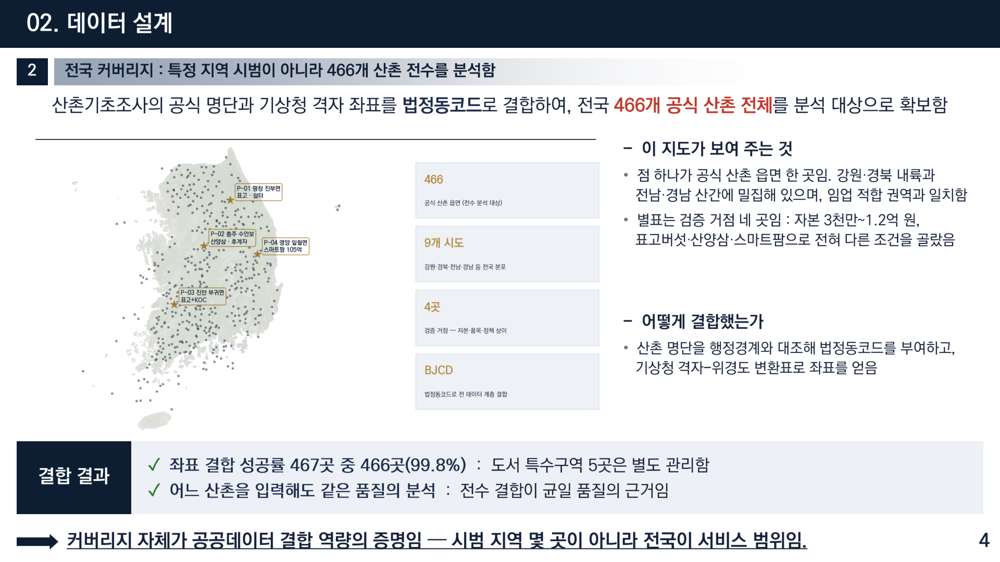 02. 데이터 설계
2
전국 커버리지 : 특정 지역 시범이 아니라 466개 산촌 전수를 분석함
산촌기초조사의 공식 명단과 기상청 격자 좌표를 법정동코드로 결합하여, 전국 466개 공식 산촌 전체를 분석 대상으로 확보함
P-01 평창 진부면
표고 · 쉼터
P-02 충주 수안보
산양삼 · 후계자
P-04 영양 일월면
스마트팜 105억
P-03 진안 부귀면
표고+KOC
466
공식 산촌 읍면 (전수 분석 대상)
9개 시도
강원·경북·전남·경남 등 전국 분포
4곳
검증 거점 — 자본·품목·정책 상이
BJCD
법정동코드로 전 데이터 계층 결합
– 이 지도가 보여 주는 것
• 점 하나가 공식 산촌 읍면 한 곳임. 강원·경북 내륙과
전남·경남 산간에 밀집해 있으며, 임업 적합 권역과 일치함
• 별표는 검증 거점 네 곳임 : 자본 3천만~1.2억 원,
표고버섯·산양삼·스마트팜으로 전혀 다른 조건을 골랐음
– 어떻게 결합했는가
• 산촌 명단을 행정경계와 대조해 법정동코드를 부여하고,
기상청 격자-위경도 변환표로 좌표를 얻음
결합 결과
✓ 좌표 결합 성공률 467곳 중 466곳(99.8%) : 도서 특수구역 5곳은 별도 관리함
✓ 어느 산촌을 입력해도 같은 품질의 분석 : 전수 결합이 균일 품질의 근거임
커버리지 자체가 공공데이터 결합 역량의 증명임 — 시범 지역 몇 곳이 아니라 전국이 서비스 범위임.
4